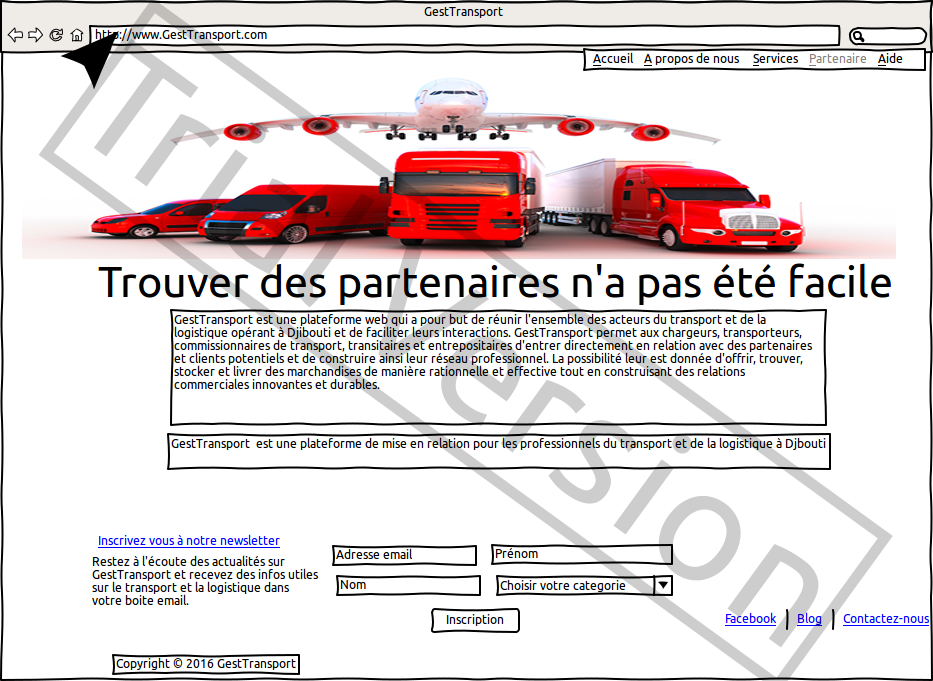 GestTransport
http://www.GestTransport.com
Accueil A propos de nous Services Partenaire Aide
Trial Version
Trouver des partenaires n'a pas été facile
GestTransport est une plateforme web qui a pour but de réunir l'ensemble des acteurs du transport et de la
logistique opérant à Djibouti et de faciliter leurs interactions. GestTransport permet aux chargeurs, transporteurs,
commissionnaires de transport, transitaires et entrepositaires d'entrer directement en relation avec des partenaires
et clients potentiels et de construire ainsi leur réseau professionnel. La possibilité leur est donnée d'offrir, trouver,
stocker et livrer des marchandises de manière rationnelle et effective tout en construisant des relations
commerciales innovantes et durables.
GestTransport est une plateforme de mise en relation pour les professionnels du transport et de la logistique à Djbouti
Inscrivez vous à notre newsletter
Restez à l'écoute des actualités sur
GestTransport et recevez des infos utiles
sur le transport et la logistique dans
votre boite email.
Adresse email
Prénom
Nom
Choisir votre categorie
Inscription
Facebook Blog Contactez-nous
Copyright © 2016 GestTransport